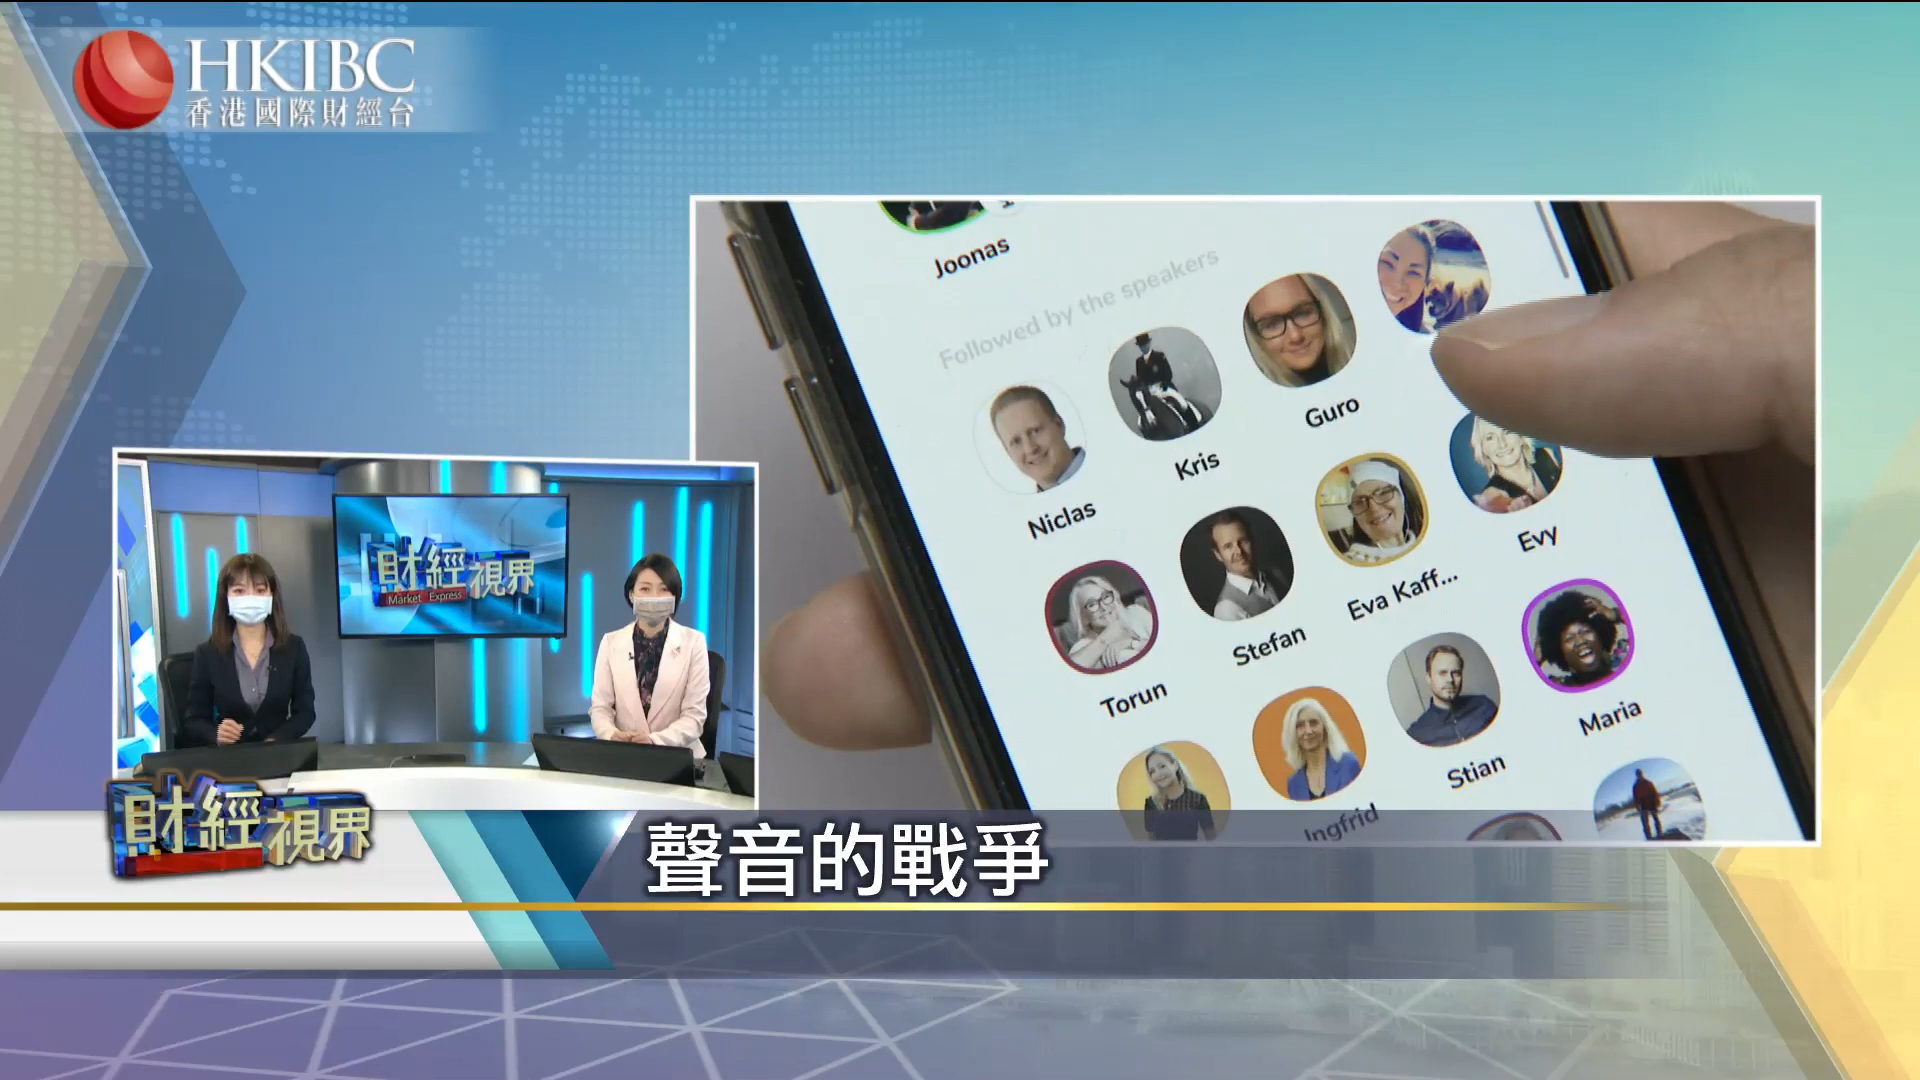 HKIBC
香港國際財經台
Joonas
Followed by the speakers
Niclas
Kris
Guro
Torun
Stefan
Eva Kaff...
Evy
Ingfrid
Stian
Maria
財經視界
Market Express
財經視界
聲音的戰爭